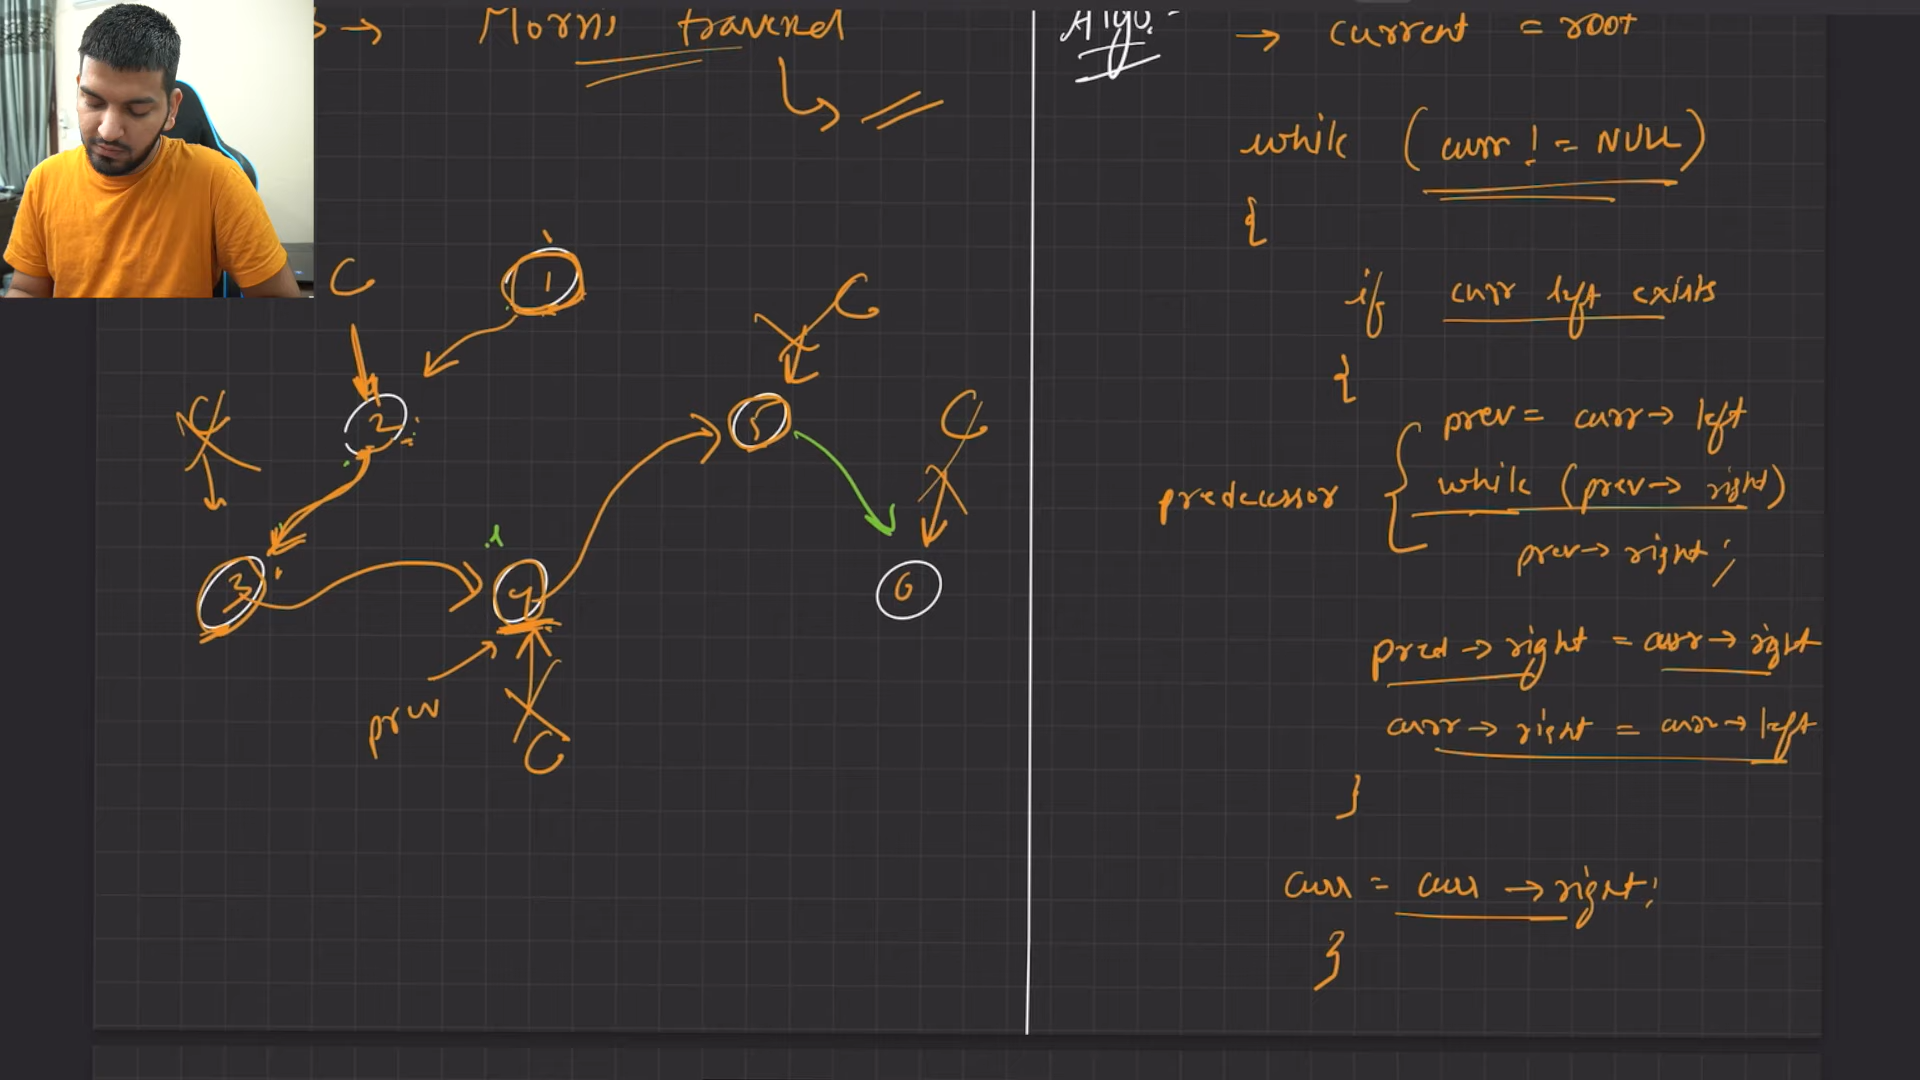 → Morris traversal
C
1
C
C
2
5
C
3
4
6
prev
C
Algo:-
→ current = root
while (curr != NULL)
{
if curr left exists
{
prev = curr → left
predecessor { while (prev → right)
prev → right;
pred → right = curr → right
curr → right = curr → left
}
curr = curr → right;
}